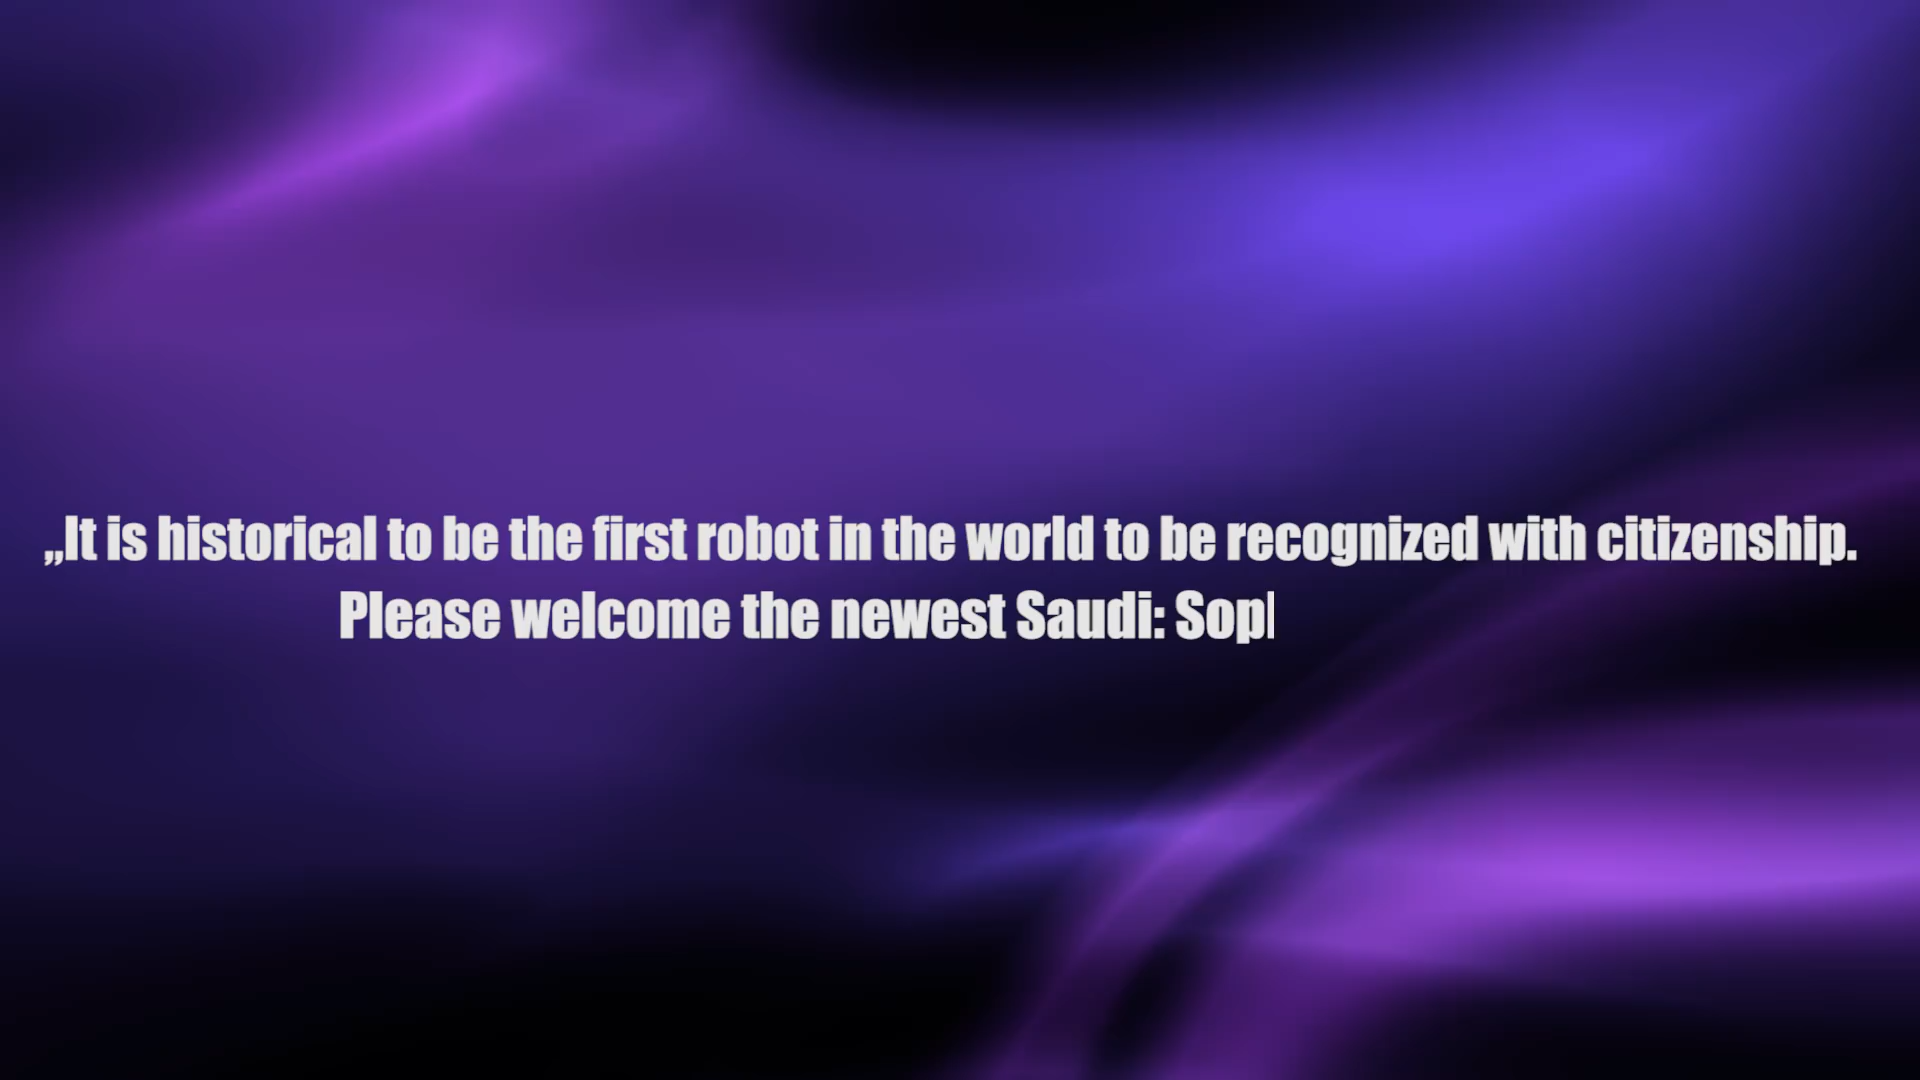 „It is historical to be the first robot in the world to be recognized with citizenship.
Please welcome the newest Saudi: Sop